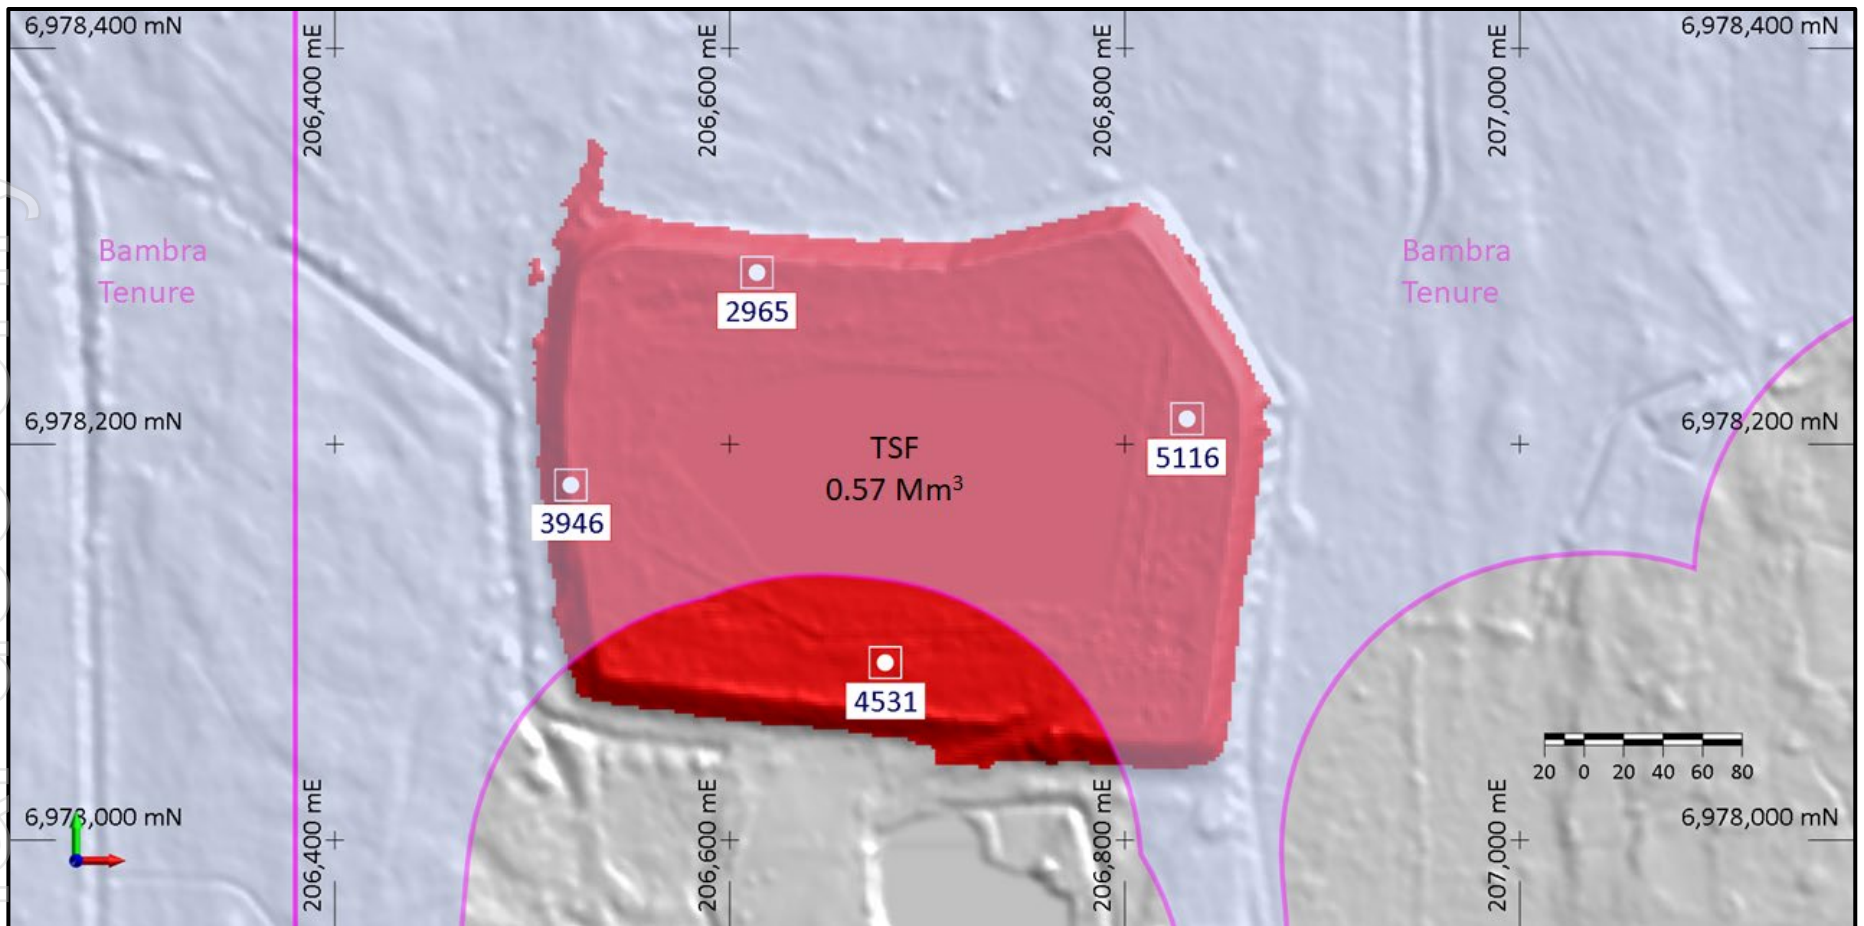 6,978,400 mN
6,978,400 mN
206,400 mE
206,600 mE
206,800 mE
207,000 mE
Bambra
Tenure
Bambra
Tenure
2965
6,978,200 mN
6,978,200 mN
TSF
0.57 Mm³
5116
3946
4531
20 0 20 40 60 80
6,978,000 mN
6,978,000 mN
206,400 mE
206,600 mE
206,800 mE
207,000 mE